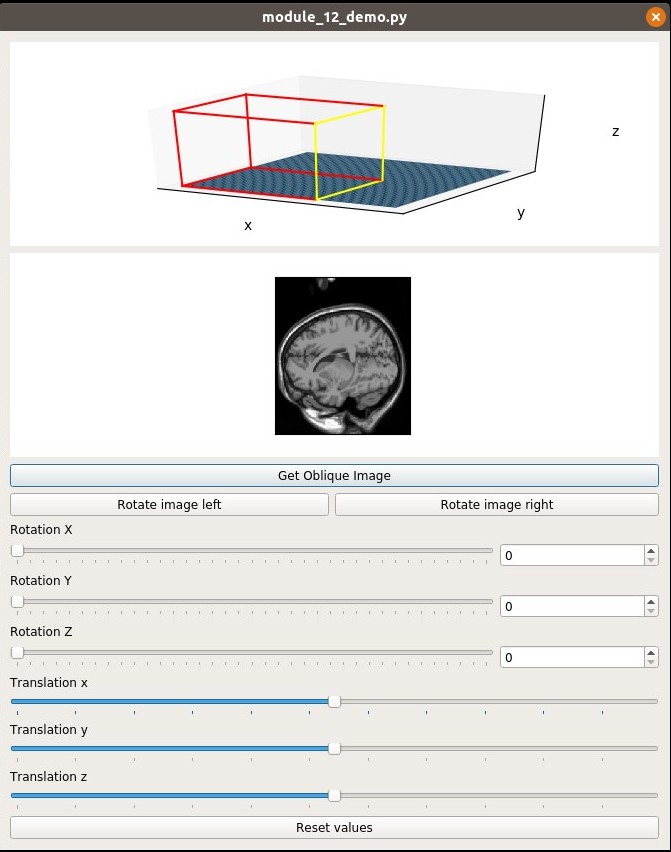 module_12_demo.py
z
y
x
Get Oblique Image
Rotate image left
Rotate image right
Rotation X
0
Rotation Y
0
Rotation Z
0
Translation x
Translation y
Translation z
Reset values